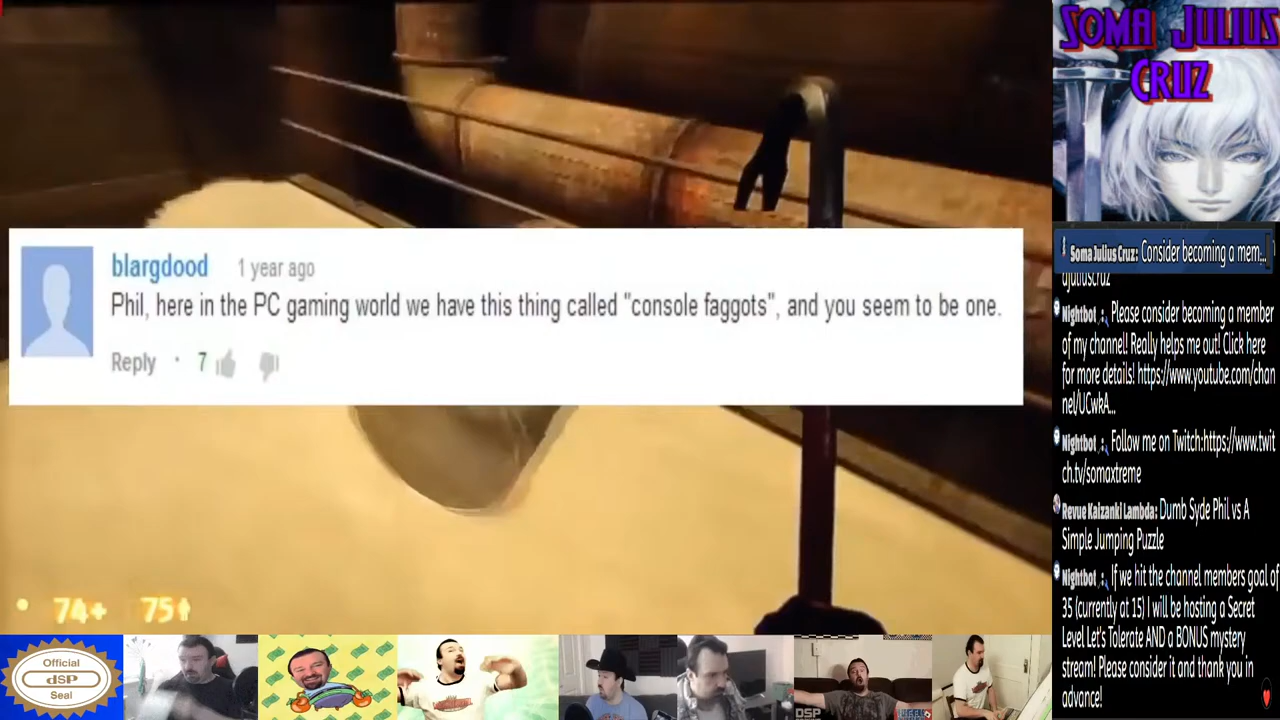 SOMA JULIUS
CRUZ
blargdood 1 year ago
Phil, here in the PC gaming world we have this thing called "console faggots", and you seem to be one.
Reply · 7
Soma Julius Cruz: Consider becoming a mem...
ajuliuscruz
Nightbot : Please consider becoming a member
of my channel! Really helps me out! Click here
for more details! https://www.youtube.com/chan
nel/UCwkA...
Nightbot : Follow me on Twitch:https://www.twit
ch.tv/somaxtreme
Revue Kaizanki Lambda: Dumb Syde Phil vs A
Simple Jumping Puzzle
Nightbot : If we hit the channel members goal of
35 (currently at 15) I will be hosting a Secret
Level Let's Tolerate AND a BONUS mystery
stream! Please consider it and thank you in
advance!
74+ 75
Official
dSP
Seal
DSP